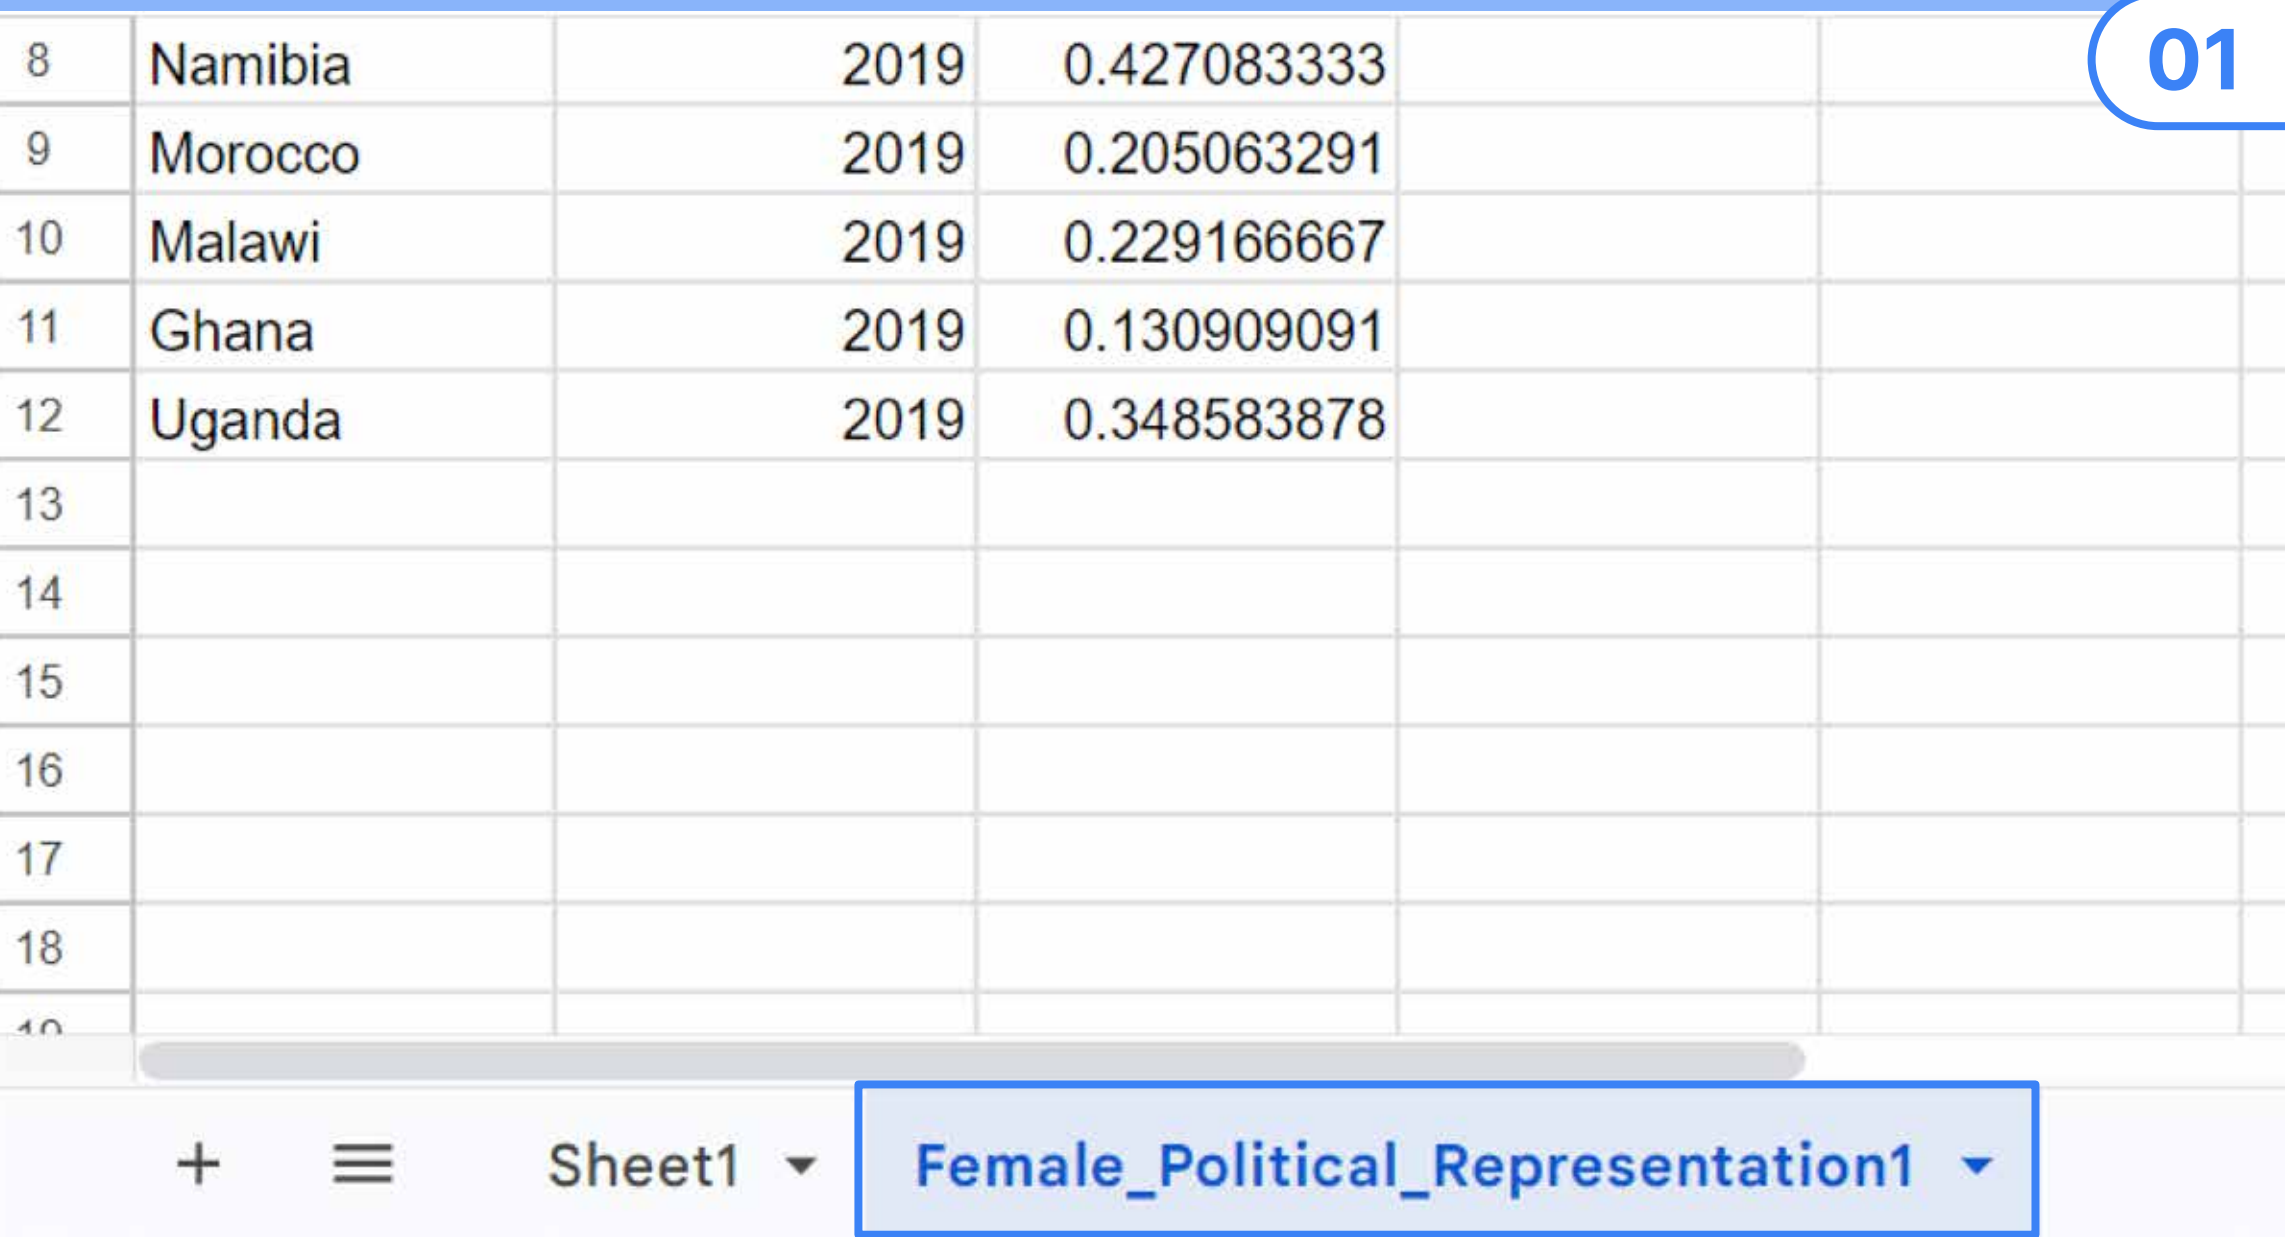 01
8 Namibia 2019 0.427083333
9 Morocco 2019 0.205063291
10 Malawi 2019 0.229166667
11 Ghana 2019 0.130909091
12 Uganda 2019 0.348583878
13
14
15
16
17
18
Sheet1 Female_Political_Representation1